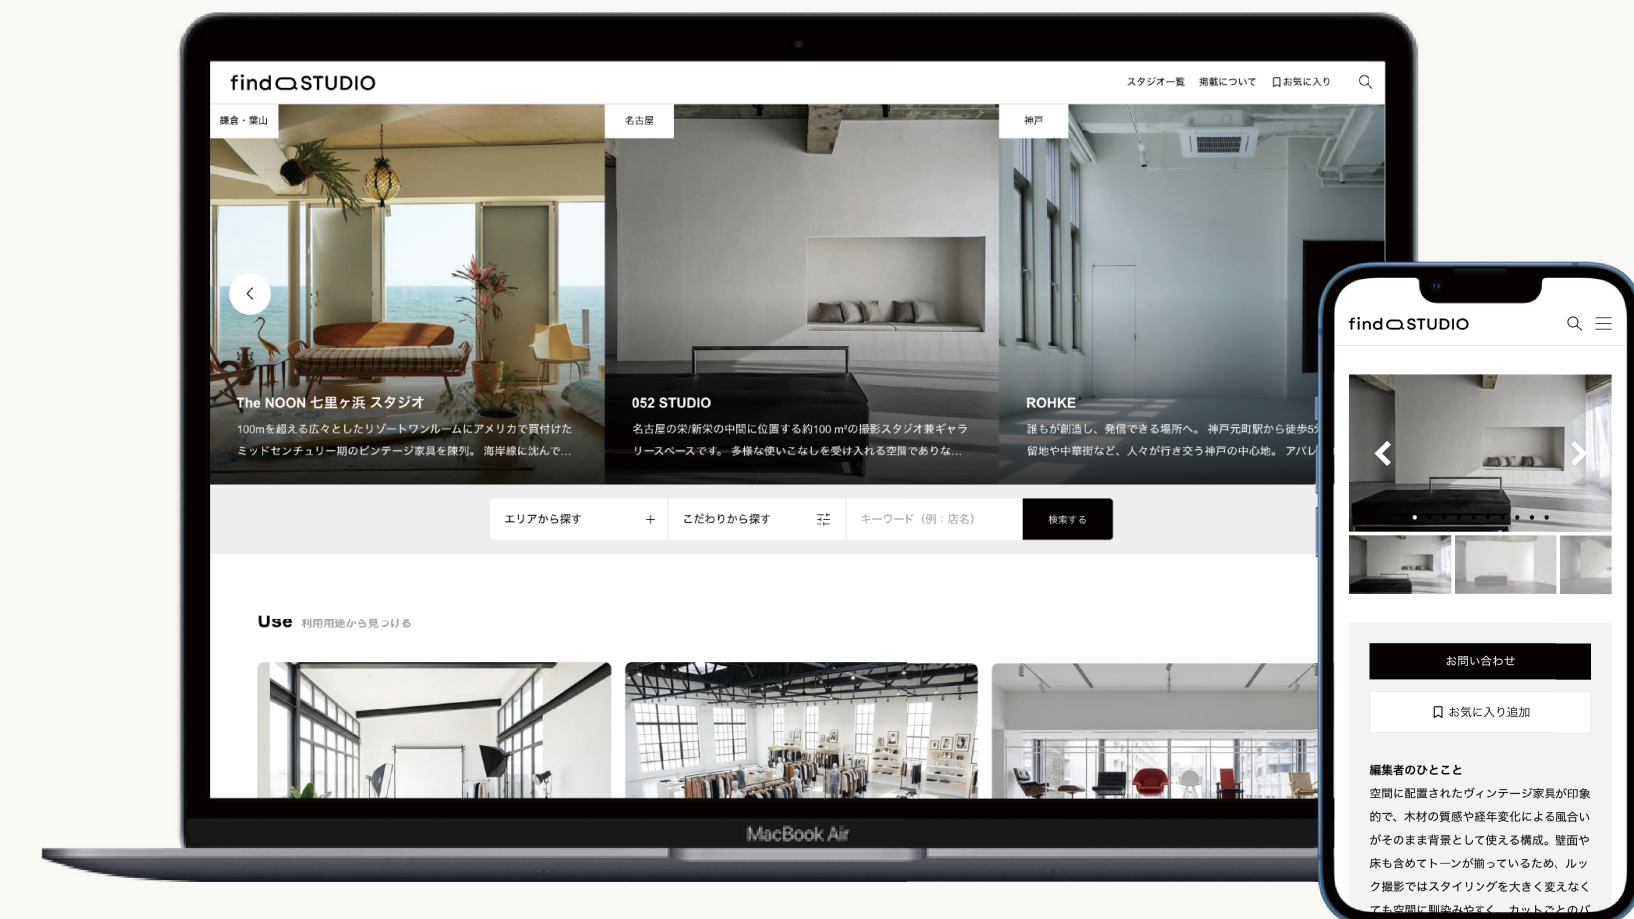 find a STUDIO
スタジオ一覧 掲載について お気に入り
鎌倉・葉山
名古屋
神戸
The NOON 七里ヶ浜 スタジオ
100mを超える広々としたリゾートワンルームにアメリカで買付けた
ミッドセンチュリー期のビンテージ家具を陳列。 海岸線に沈んで...
052 STUDIO
名古屋の栄/新栄の中間に位置する約100 m²の撮影スタジオ兼ギャラ
リースペースです。 多様な使いこなしを受け入れる空間でありな...
ROHKE
誰もが創造し、発信できる場所へ。 神戸元町駅から徒歩5分
留地や中華街など、人々が行き交う神戸の中心地。 アパレ
エリアから探す
こだわりから探す
キーワード（例：店名）
検索する
Use 利用用途から見つける
MacBook Air
find a STUDIO
お問い合わせ
お気に入り追加
編集者のひとこと
空間に配置されたヴィンテージ家具が印象
的で、木材の質感や経年変化による風合い
がそのまま背景として使える構成。壁面や
床も含めてトーンが揃っているため、ルッ
ク撮影ではスタイリングを大きく変えなく
ても空間に馴染みやすく、カットごとのバ